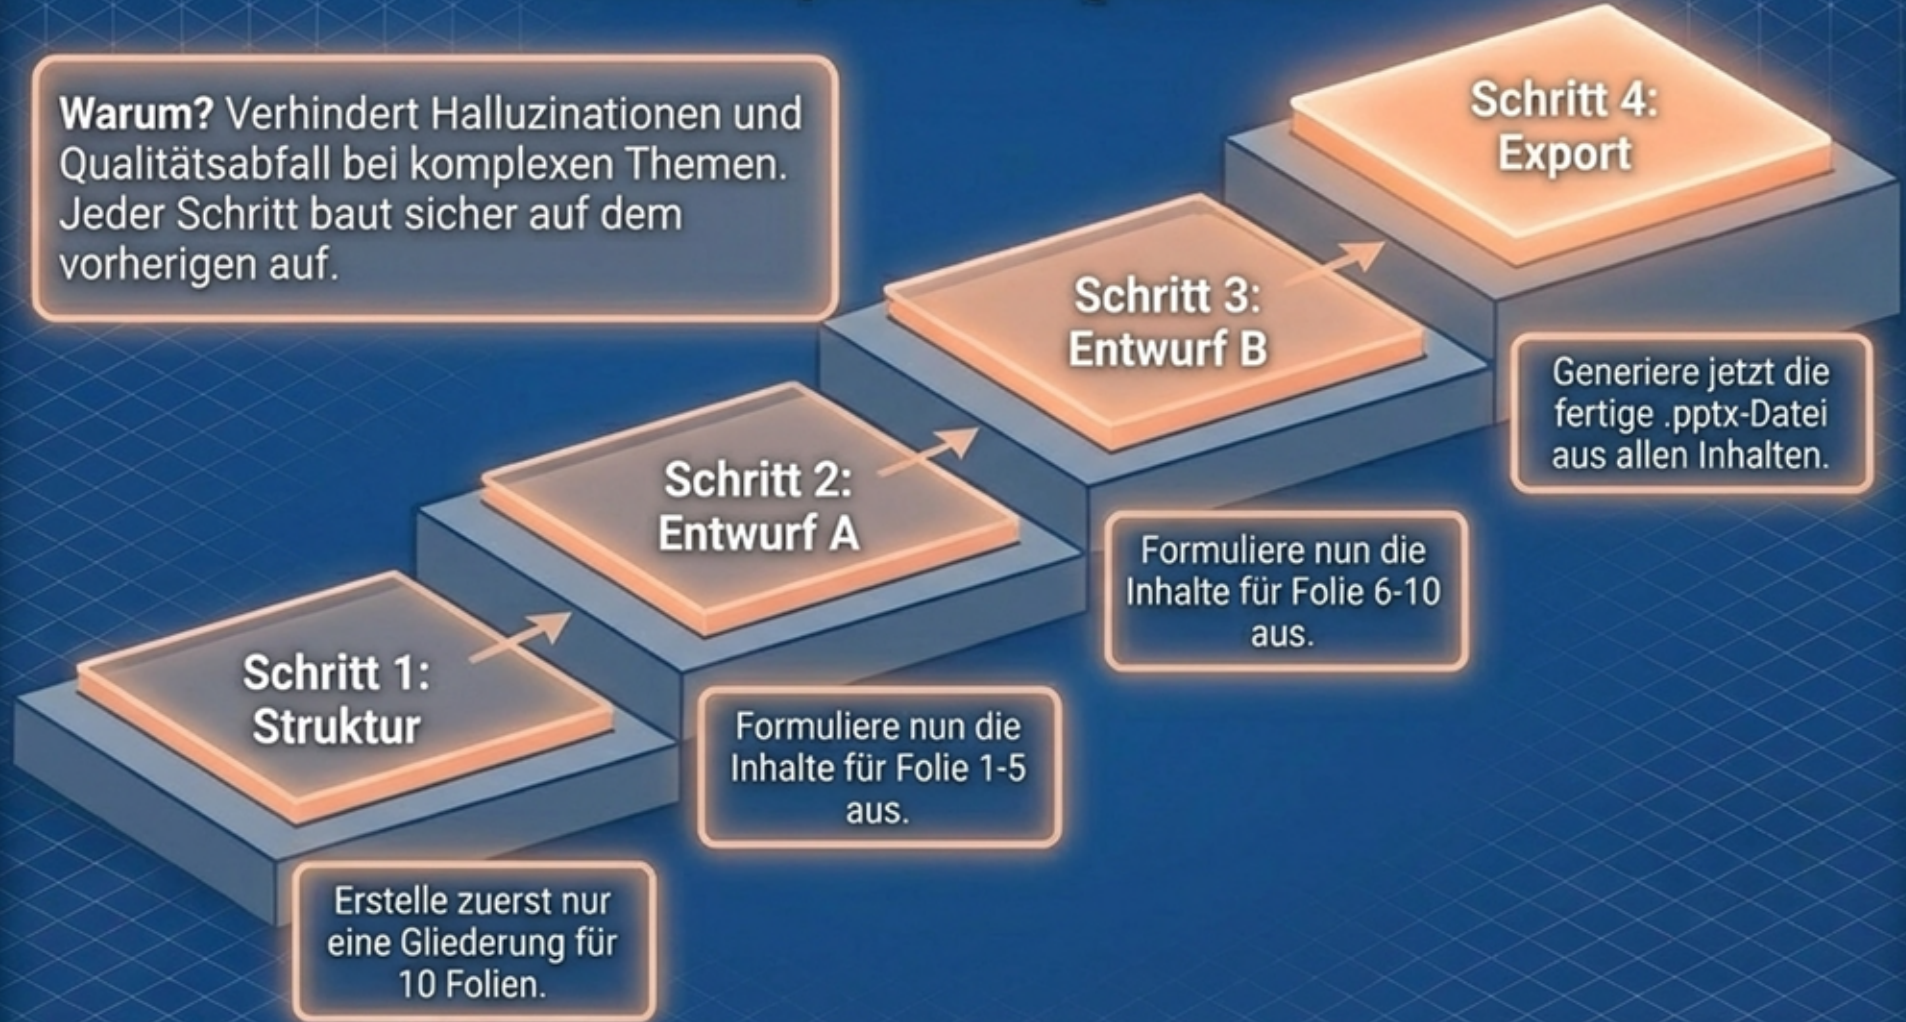 Warum? Verhindert Halluzinationen und
Qualitätsabfall bei komplexen Themen.
Jeder Schritt baut sicher auf dem
vorherigen auf.
Schritt 1:
Struktur
Erstelle zuerst nur
eine Gliederung für
10 Folien.
Schritt 2:
Entwurf A
Formuliere nun die
Inhalte für Folie 1-5
aus.
Schritt 3:
Entwurf B
Formuliere nun die
Inhalte für Folie 6-10
aus.
Schritt 4:
Export
Generiere jetzt die
fertige .pptx-Datei
aus allen Inhalten.